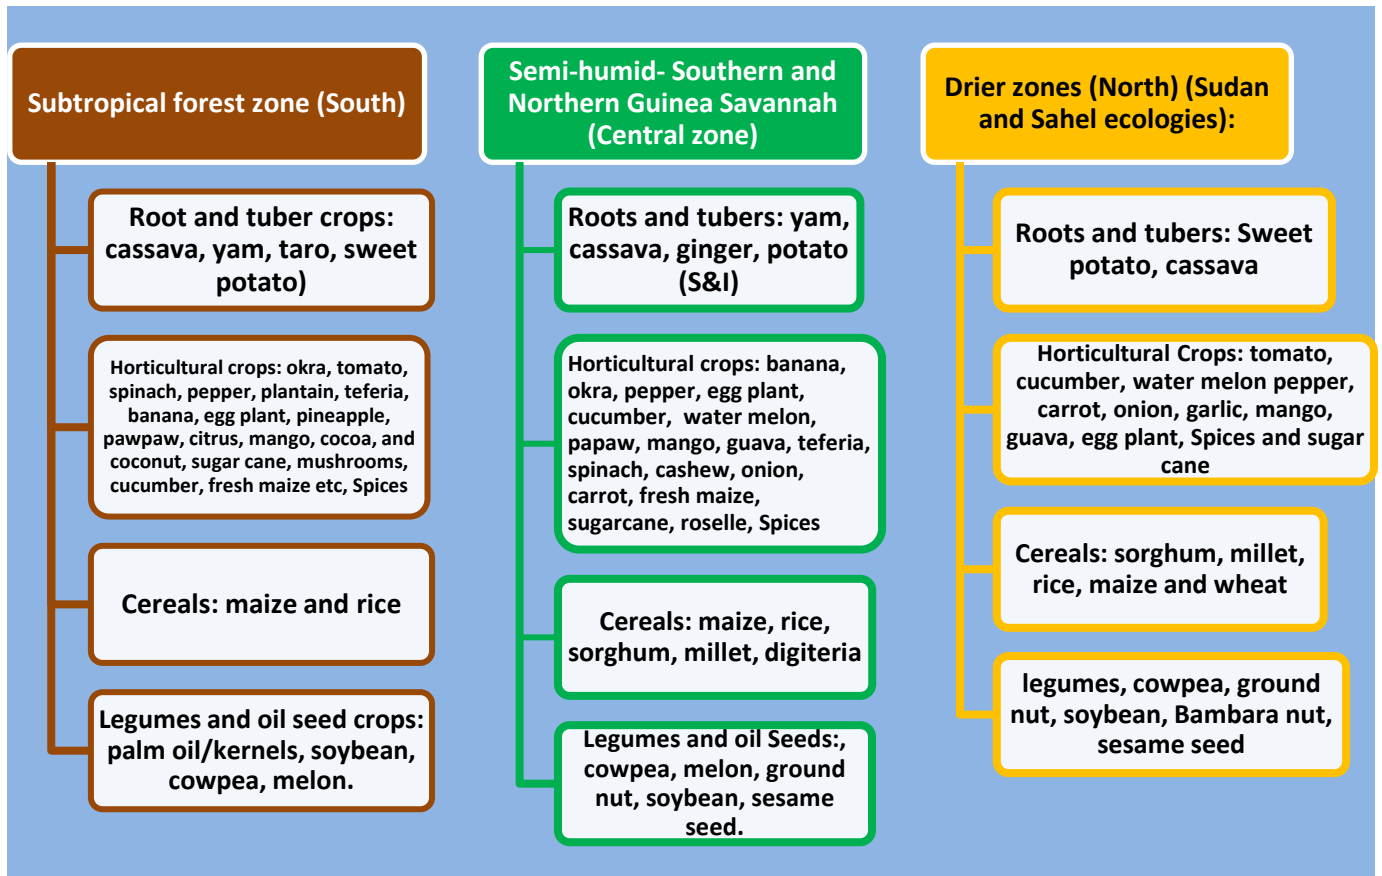 Subtropical forest zone (South)
Root and tuber crops:
cassava, yam, taro, sweet
potato)
Horticultural crops: okra, tomato,
spinach, pepper, plantain, teferia,
banana, egg plant, pineapple,
pawpaw, citrus, mango, cocoa, and
coconut, sugar cane, mushrooms,
cucumber, fresh maize etc, Spices
Cereals: maize and rice
Legumes and oil seed crops:
palm oil/kernels, soybean,
cowpea, melon.
Semi-humid- Southern and
Northern Guinea Savannah
(Central zone)
Roots and tubers: yam,
cassava, ginger, potato
(S&I)
Horticultural crops: banana,
okra, pepper, egg plant,
cucumber, water melon,
papaw, mango, guava, teferia,
spinach, cashew, onion,
carrot, fresh maize,
sugarcane, roselle, Spices
Cereals: maize, rice,
sorghum, millet, digiteria
Legumes and oil Seeds:,
cowpea, melon, ground
nut, soybean, sesame
seed.
Drier zones (North) (Sudan
and Sahel ecologies):
Roots and tubers: Sweet
potato, cassava
Horticultural Crops: tomato,
cucumber, water melon pepper,
carrot, onion, garlic, mango,
guava, egg plant, Spices and sugar
cane
Cereals: sorghum, millet,
rice, maize and wheat
legumes, cowpea, ground
nut, soybean, Bambara nut,
sesame seed